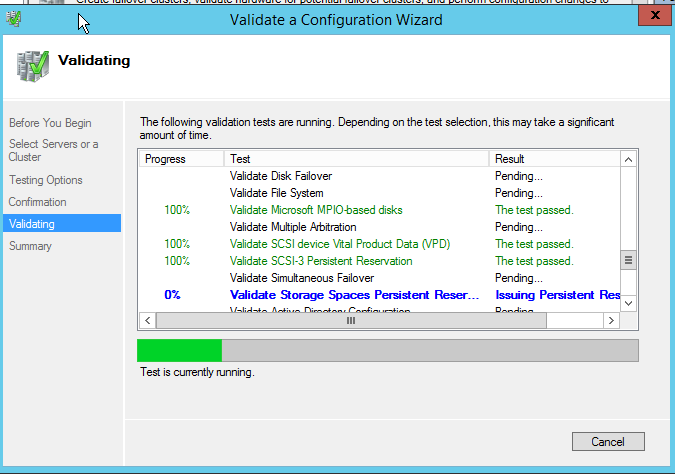 Create failover clusters, validate hardware for potential failover clusters, and perform configuration changes to
Validate a Configuration Wizard
x
Validating
Before You Begin
Select Servers or a
Cluster
Testing Options
Confirmation
Validating
Summary
The following validation tests are running. Depending on the test selection, this may take a significant
amount of time.
Progress Test Result
Validate Disk Failover Pending...
Validate File System Pending...
100% Validate Microsoft MPIO-based disks The test passed.
Validate Multiple Arbitration Pending...
100% Validate SCSI device Vital Product Data (VPD) The test passed.
100% Validate SCSI-3 Persistent Reservation The test passed.
Validate Simultaneous Failover Pending...
0% Validate Storage Spaces Persistent Reser... Issuing Persistent Res
Validate Active Directory Configuration Pending...
Test is currently running.
Cancel